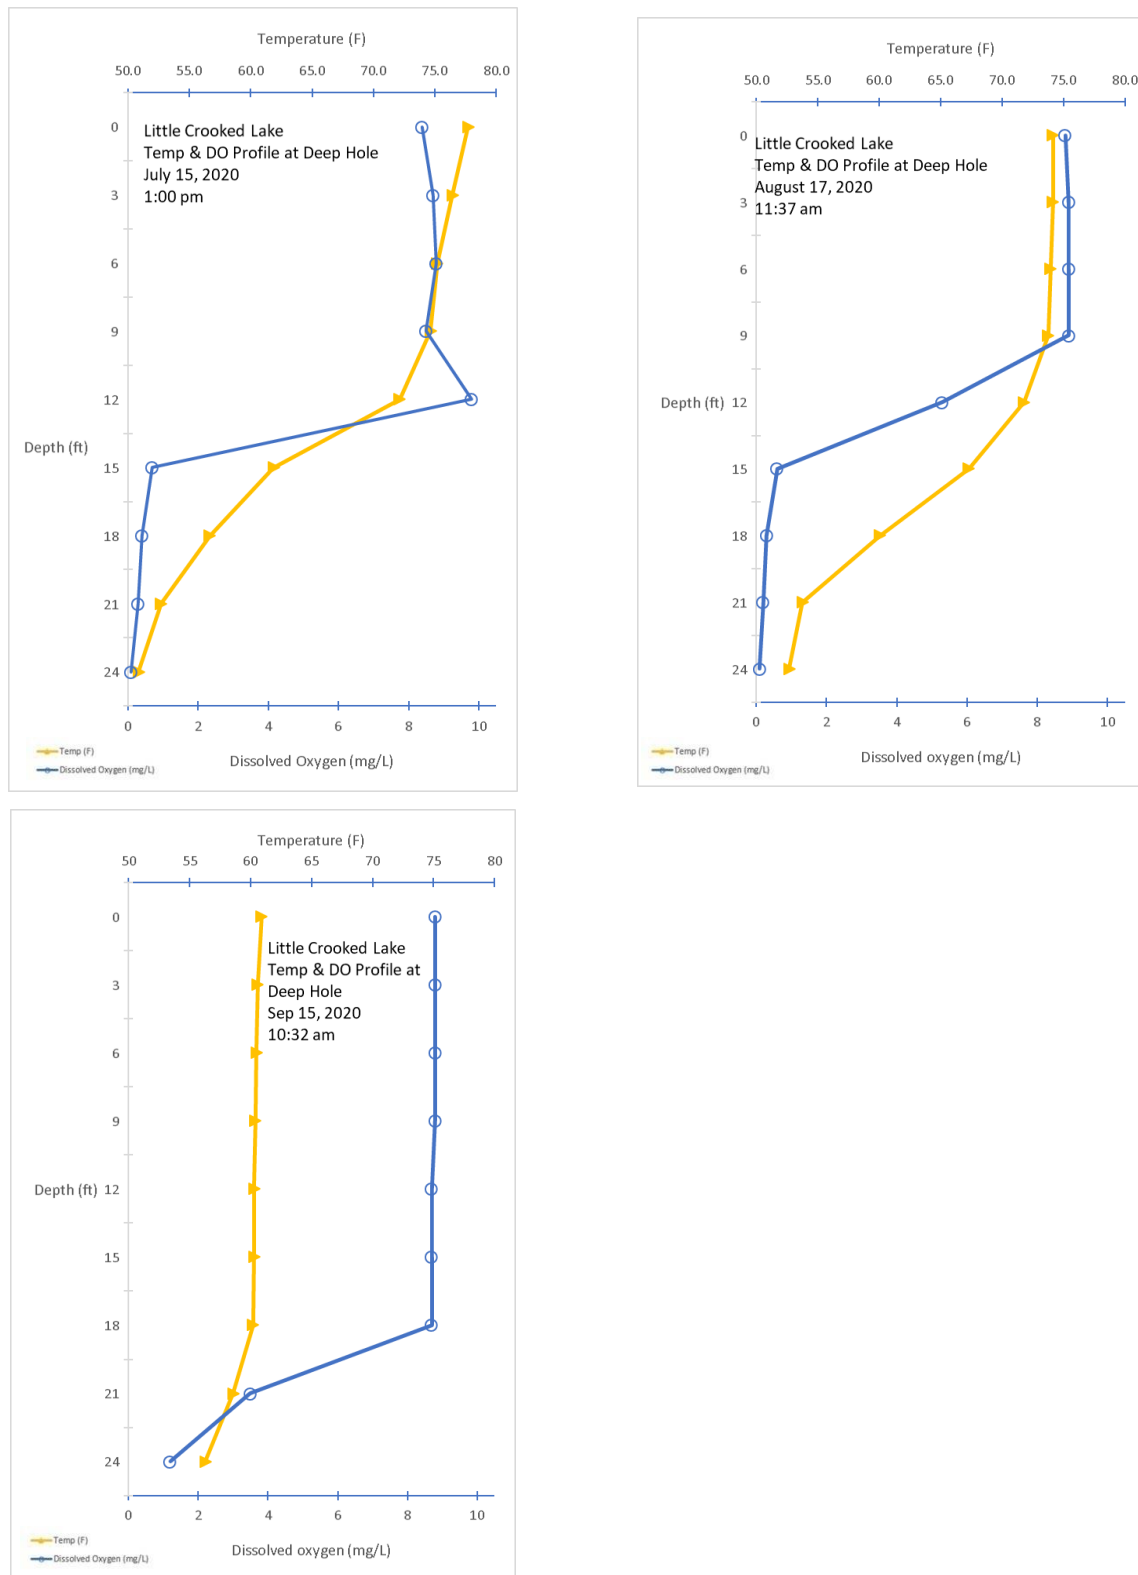 Temperature (F)
50.0 55.0 60.0 65.0 70.0 75.0 80.0
0
Little Crooked Lake
Temp & DO Profile at Deep Hole
July 15, 2020
1:00 pm
3
6
9
12
Depth (ft)
15
18
21
24
0 2 4 6 8 10
Temp (F)
Dissolved Oxygen (mg/L)
Dissolved Oxygen (mg/L)
Temperature (F)
50.0 55.0 60.0 65.0 70.0 75.0 80.0
0
Little Crooked Lake
Temp & DO Profile at Deep Hole
August 17, 2020
11:37 am
3
6
9
Depth (ft) 12
15
18
21
24
0 2 4 6 8 10
Temp (F)
Dissolved oxygen (mg/L)
Dissolved Oxygen (mg/L)
Temperature (F)
50 55 60 65 70 75 80
0
Little Crooked Lake
Temp & DO Profile at
Deep Hole
Sep 15, 2020
10:32 am
3
6
9
Depth (ft) 12
15
18
21
24
0 2 4 6 8 10
Temp (F)
Dissolved oxygen (mg/L)
Dissolved Oxygen (mg/L)